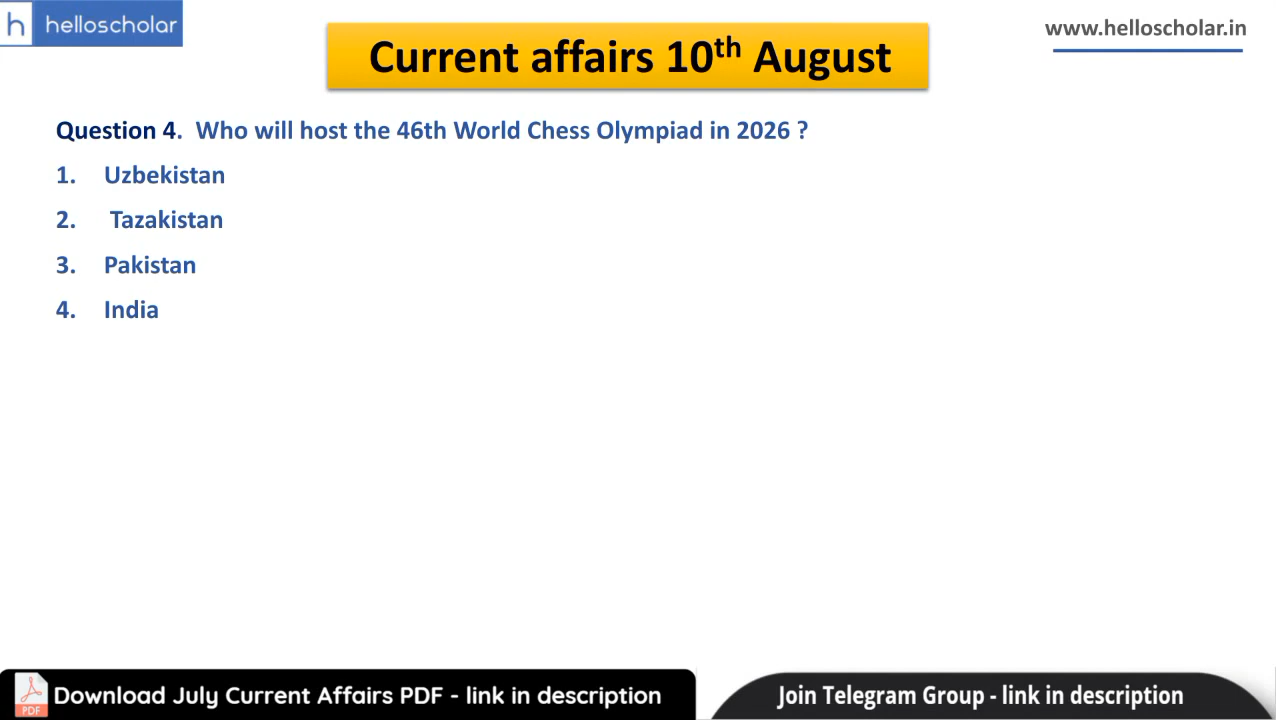 h helloscholar
www.helloscholar.in
Current affairs 10th August
Question 4. Who will host the 46th World Chess Olympiad in 2026 ?
1. Uzbekistan
2. Tazakistan
3. Pakistan
4. India
PDF Download July Current Affairs PDF - link in description
Join Telegram Group - link in description